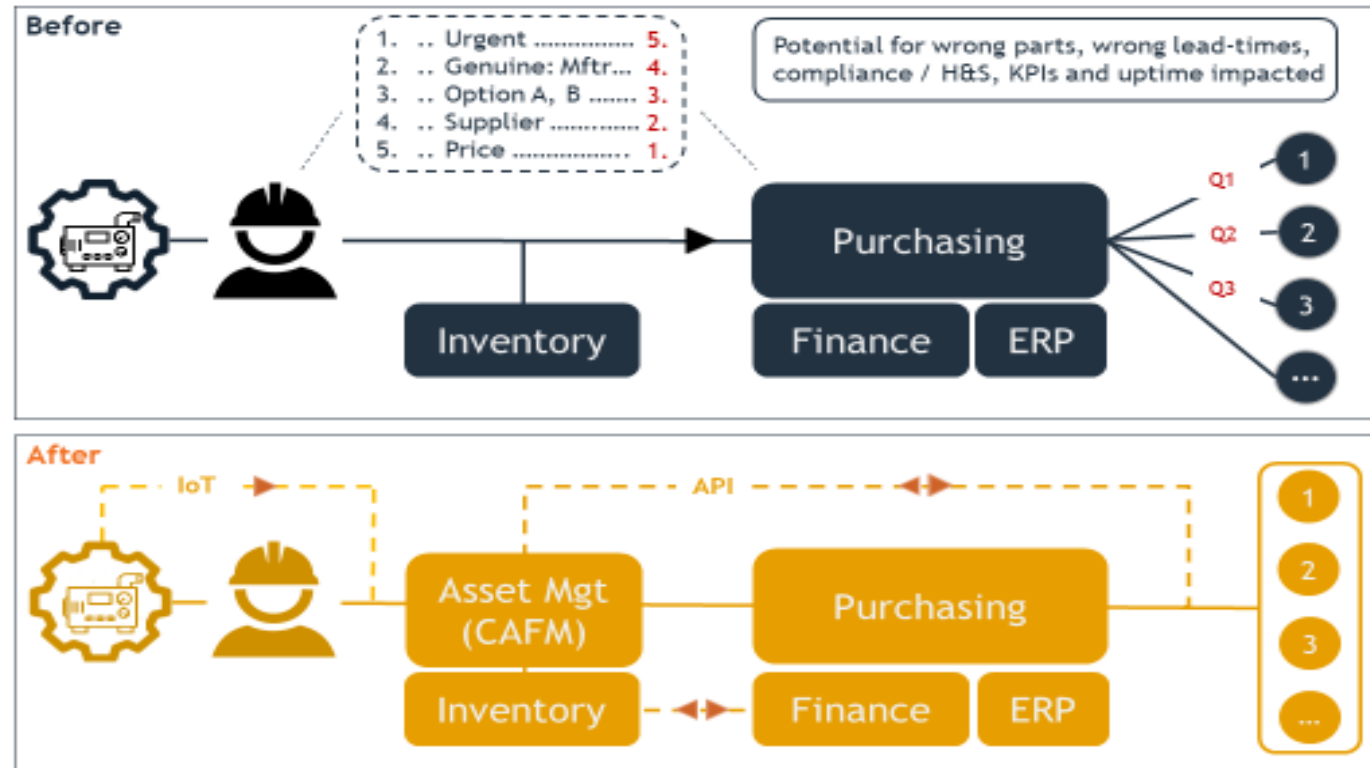 Before
1. .. Urgent ............... 5.
2. .. Genuine: Mftr... 4.
3. .. Option A, B ....... 3.
4. .. Supplier ............. 2.
5. .. Price ................. 1.
Potential for wrong parts, wrong lead-times,
compliance / H&S, KPIs and uptime impacted
Purchasing
Inventory
Finance
ERP
Q1
Q2
Q3
1
2
3
...
After
IoT
API
Asset Mgt
(CAFM)
Purchasing
Inventory
Finance
ERP
1
2
3
...